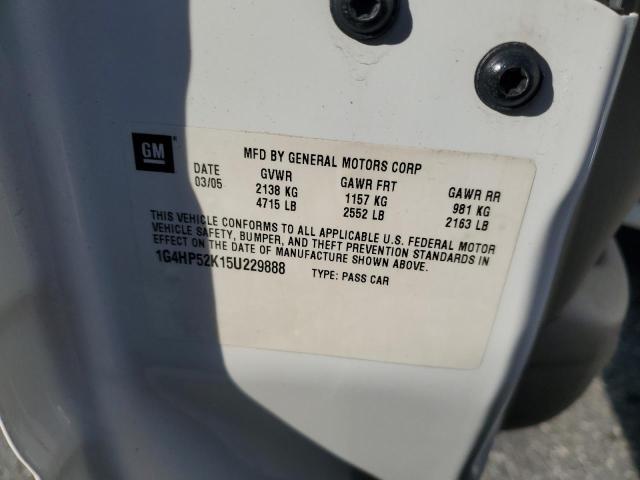 GM
MFD BY GENERAL MOTORS CORP
DATE GVWR GAWR FRT GAWR RR
03/05 2138 KG 1157 KG 981 KG
4715 LB 2552 LB 2163 LB
THIS VEHICLE CONFORMS TO ALL APPLICABLE U.S. FEDERAL MOTOR
VEHICLE SAFETY, BUMPER, AND THEFT PREVENTION STANDARDS IN
EFFECT ON THE DATE OF MANUFACTURE SHOWN ABOVE.
1G4HP52K15U229888 TYPE: PASS CAR